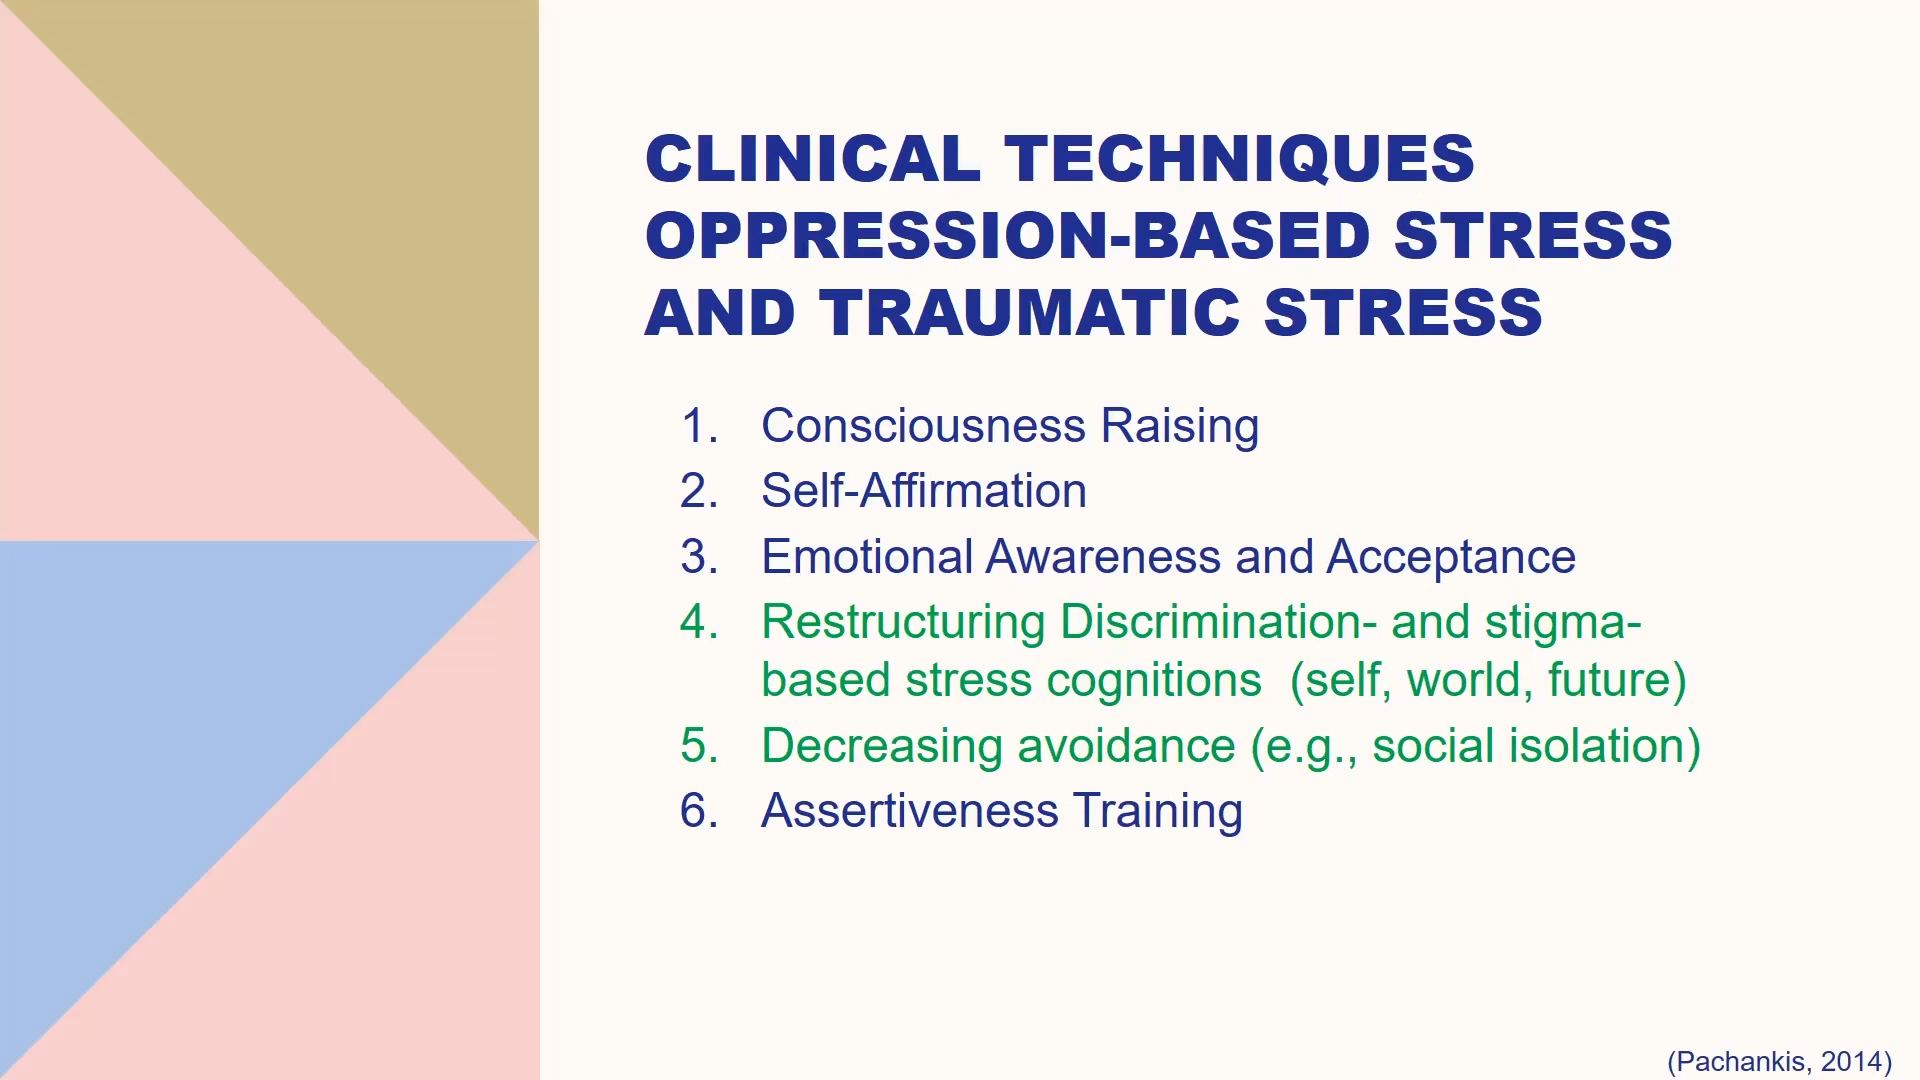 CLINICAL TECHNIQUES
OPPRESSION-BASED STRESS
AND TRAUMATIC STRESS
1. Consciousness Raising
2. Self-Affirmation
3. Emotional Awareness and Acceptance
4. Restructuring Discrimination- and stigma-
based stress cognitions  (self, world, future)
5. Decreasing avoidance (e.g., social isolation)
6. Assertiveness Training
(Pachankis, 2014)